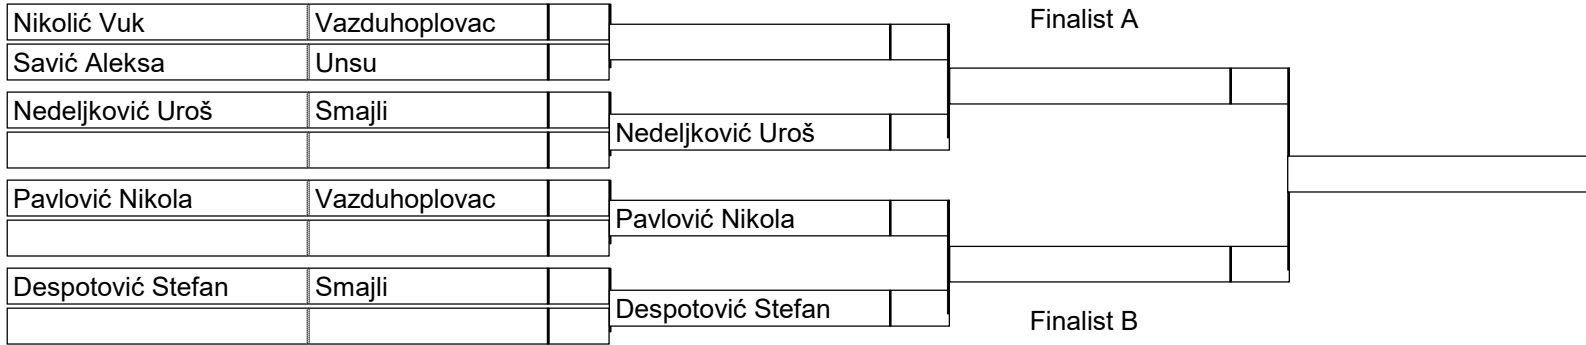 Nikolić Vuk Vazduhoplovac
Savić Aleksa Unsu
Nedeljković Uroš Smajli
Pavlović Nikola Vazduhoplovac
Despotović Stefan Smajli
Nedeljković Uroš
Pavlović Nikola
Despotović Stefan
Finalist A
Finalist B